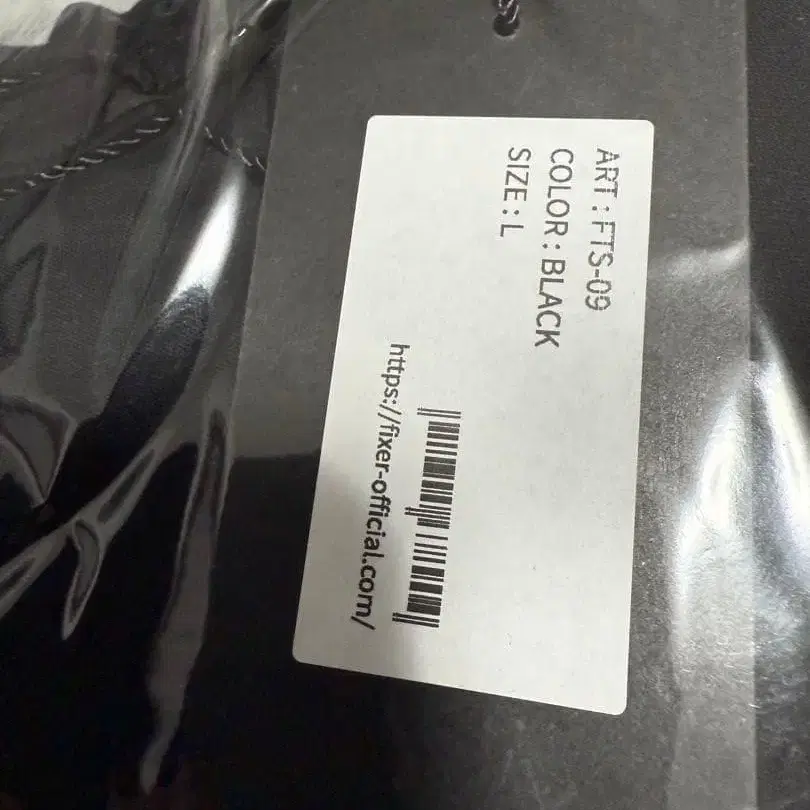 ART : FTS-09
COLOR : BLACK
SIZE : L
https://fixer-official.com/